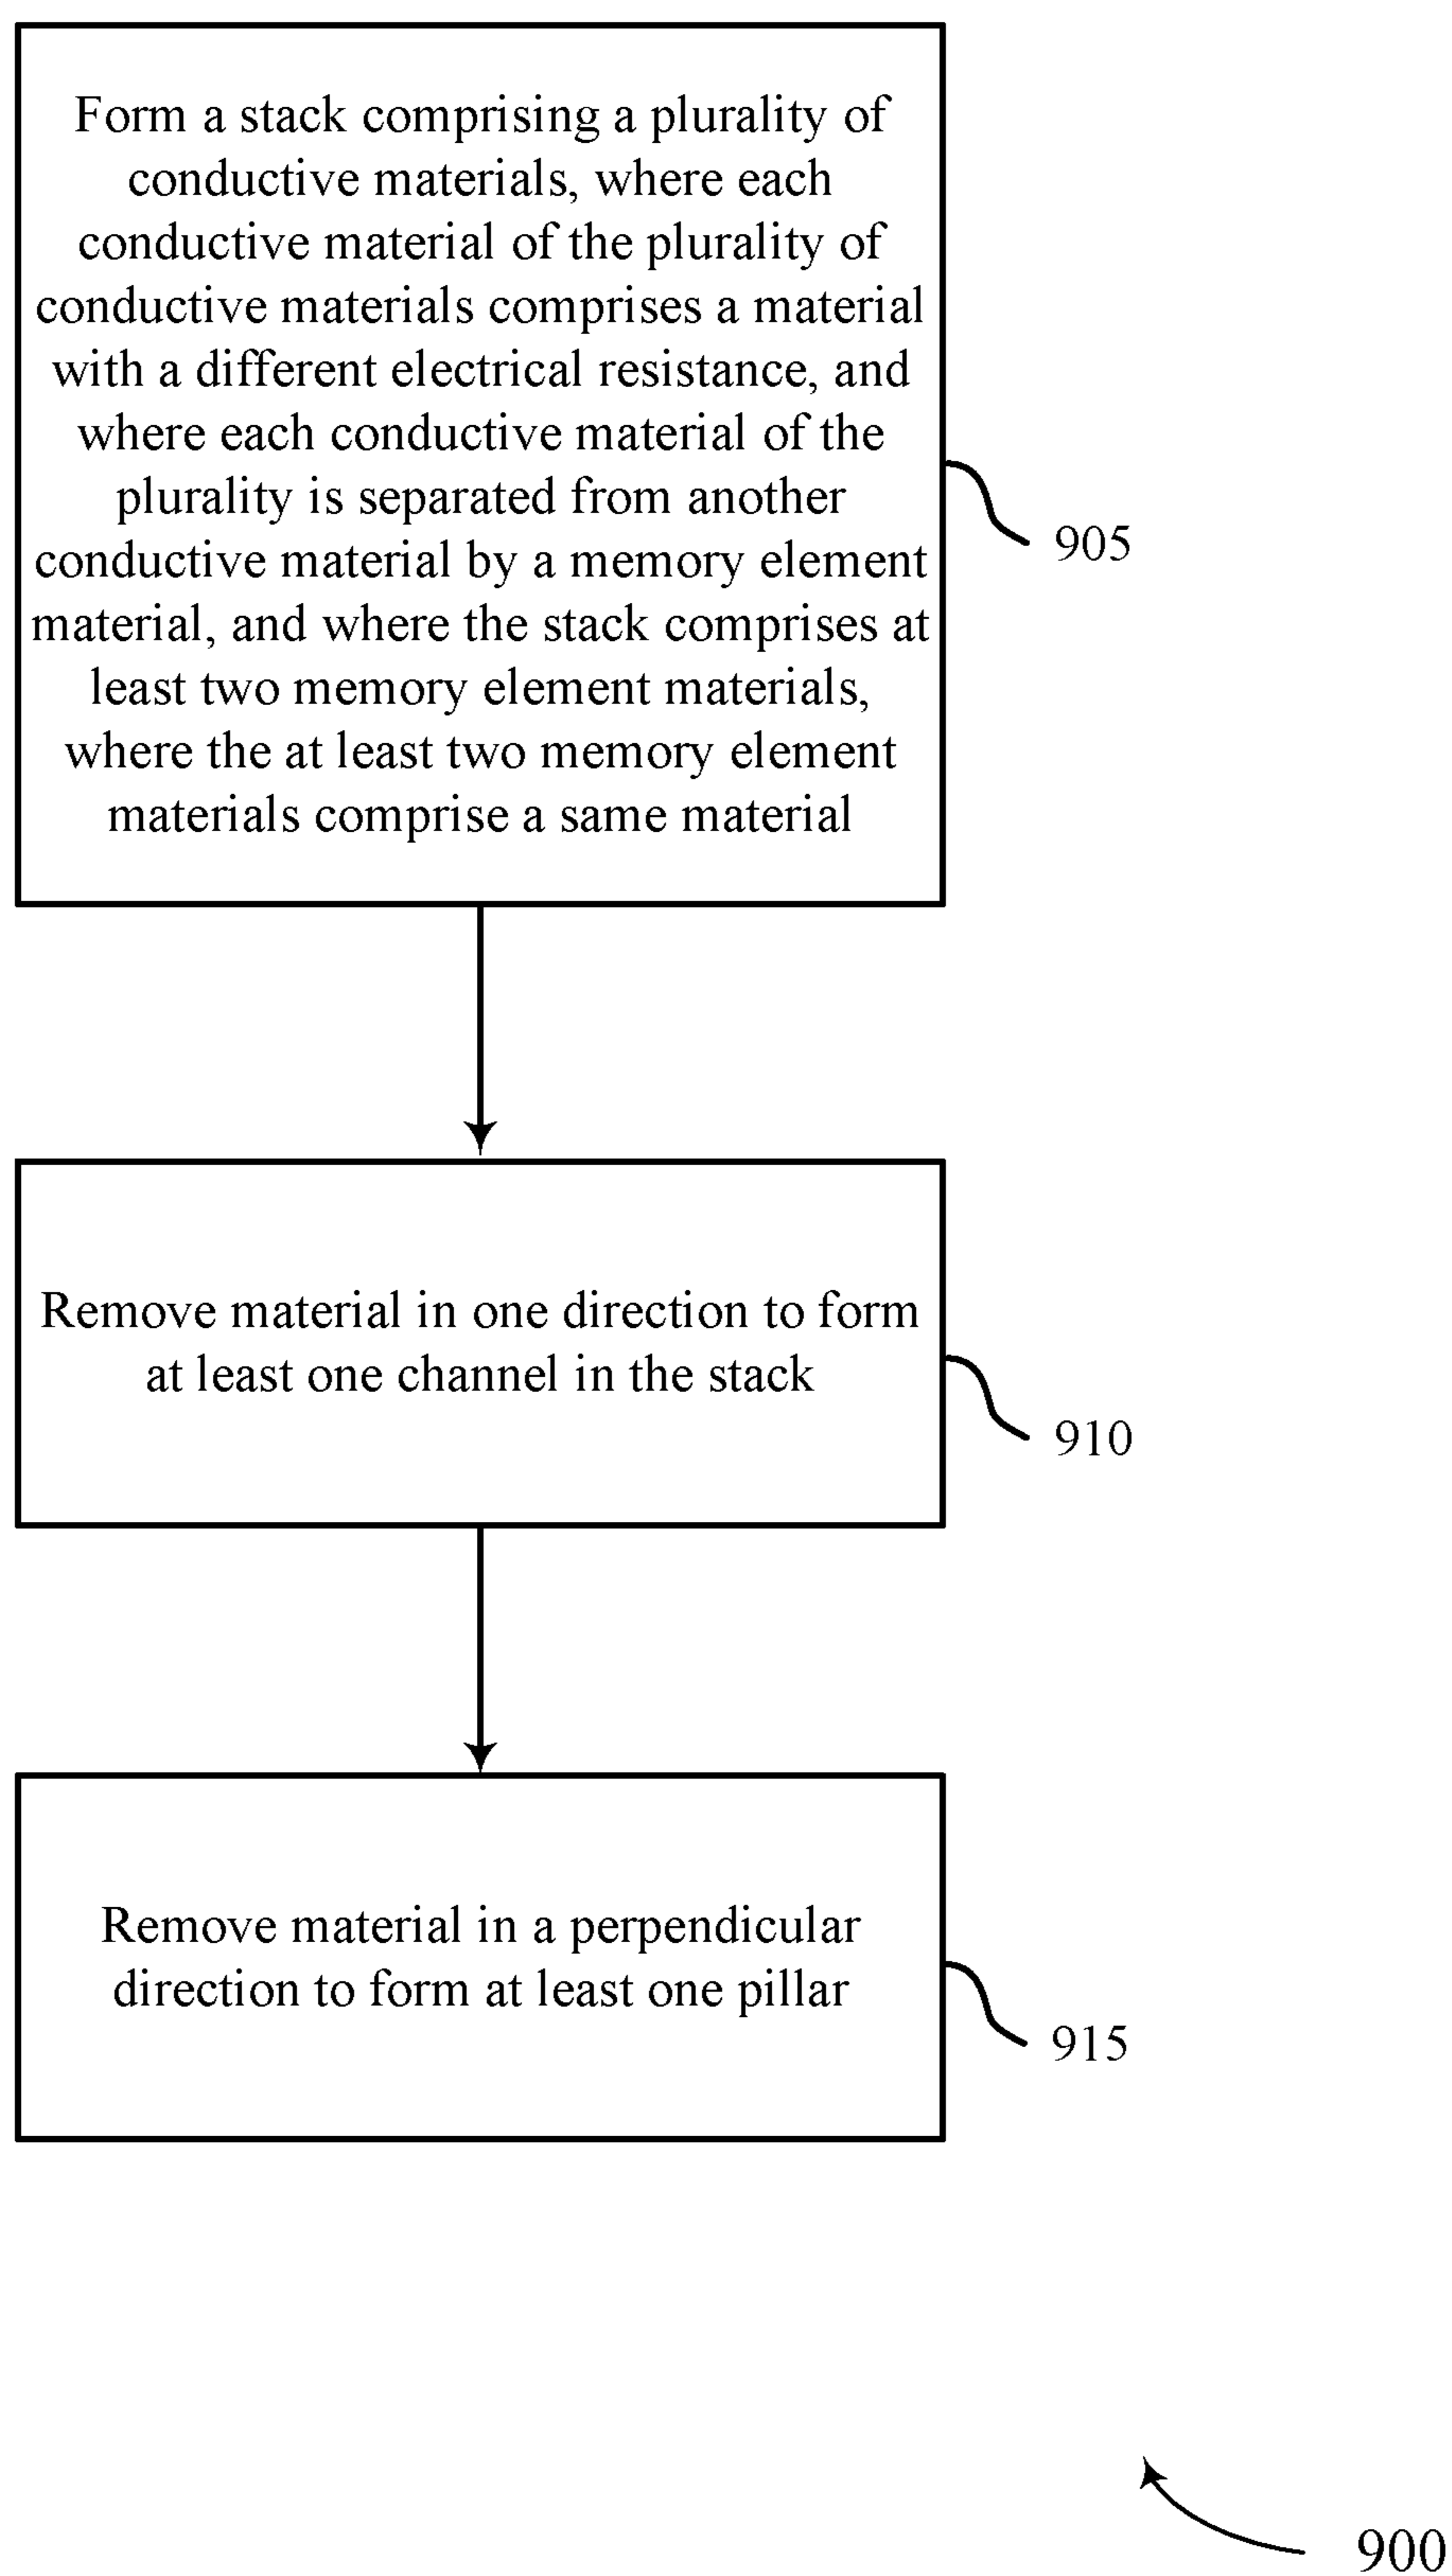 Form a stack comprising a plurality of
conductive materials, where each
conductive material of the plurality of
conductive materials comprises a material
with a different electrical resistance, and
where each conductive material of the
plurality is separated from another
conductive material by a memory element
material, and where the stack comprises at
least two memory element materials,
where the at least two memory element
materials comprise a same material
905
Remove material in one direction to form
at least one channel in the stack
910
Remove material in a perpendicular
direction to form at least one pillar
915
900